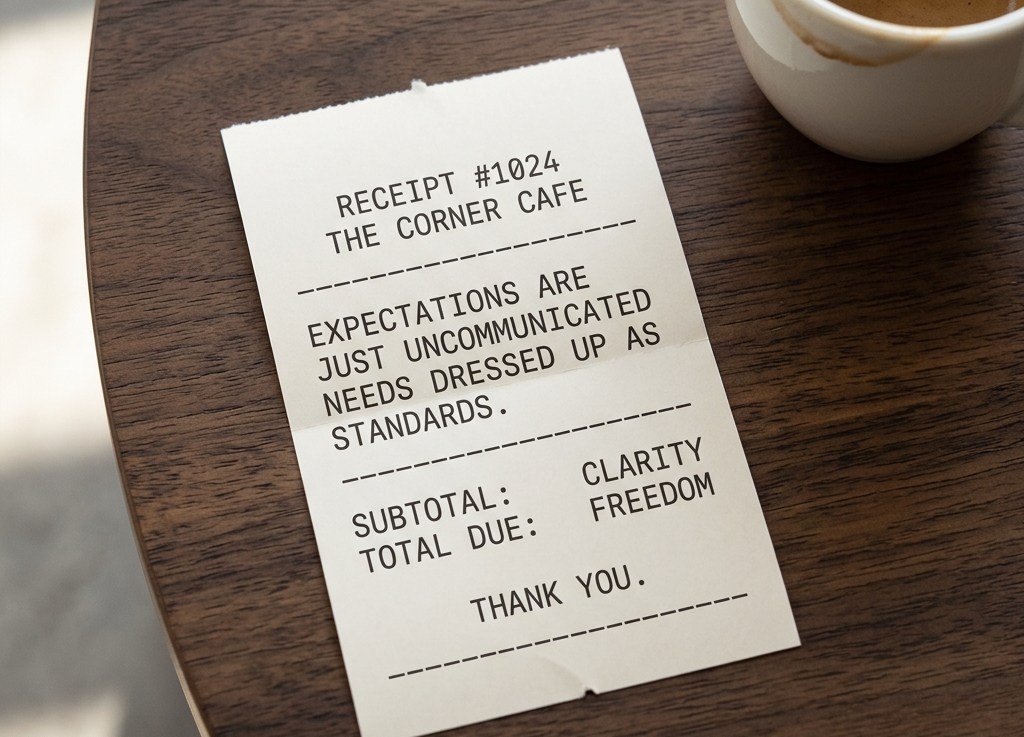 RECEIPT #1024
THE CORNER CAFE
--------------------
EXPECTATIONS ARE
JUST UNCOMMUNICATED
NEEDS DRESSED UP AS
STANDARDS.
--------------------
SUBTOTAL: CLARITY
TOTAL DUE: FREEDOM
THANK YOU.
--------------------